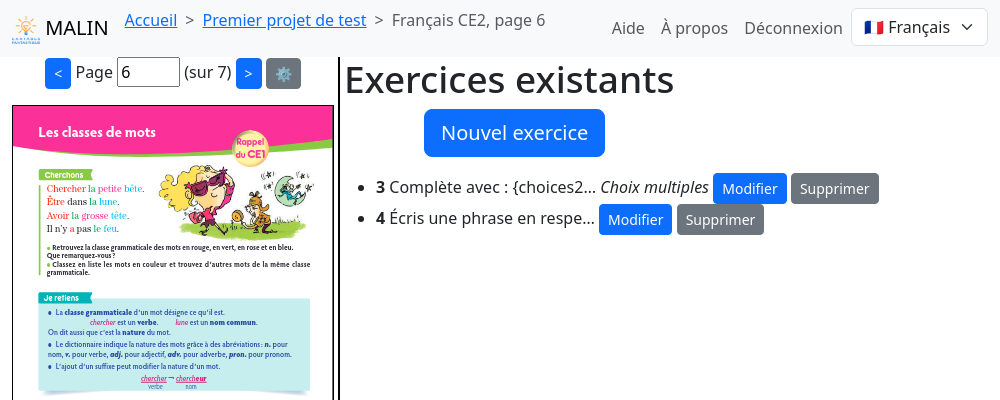 MALIN
Accueil > Premier projet de test > Français CE2, page 6
Aide À propos Déconnexion Français
< Page 6 (sur 7) >
Les classes de mots
Rappel
du CE1
Cherchons
Chercher la petite bête.
Être dans la lune.
Avoir la grosse tête.
Il n'y a pas le feu.
● Retrouvez la classe grammaticale des mots en rouge, en vert, en rose et en bleu.
Que remarquez-vous ?
● Classez en liste les mots en couleur et trouvez d'autres mots de la même classe
grammaticale.
Je retiens
● La classe grammaticale d'un mot désigne ce qu'il est.
chercher est un verbe. lune est un nom commun.
On dit aussi que c'est la nature du mot.
● Le dictionnaire indique la nature des mots grâce à des abréviations : n. pour
nom, v. pour verbe, adj. pour adjectif, adv. pour adverbe, pron. pour pronom.
● L'ajout d'un suffixe peut modifier la nature d'un mot.
chercher → chercheur
verbe nom
Exercices existants
Nouvel exercice
• 3 Complète avec : {choices2... Choix multiples Modifier Supprimer
• 4 Écris une phrase en respe... Modifier Supprimer